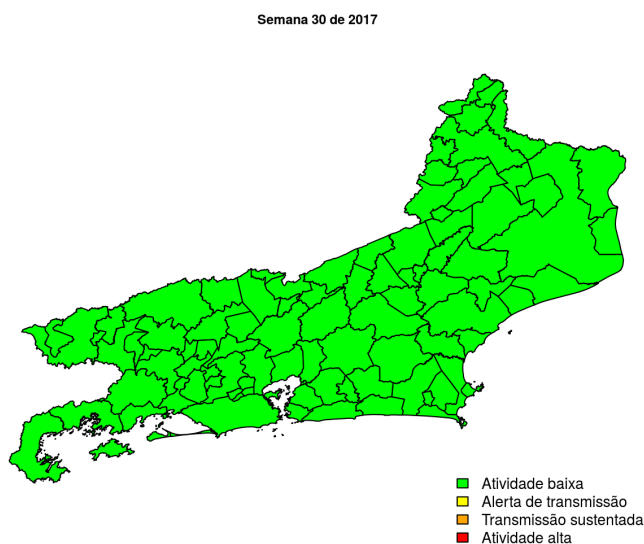 Semana 30 de 2017
Atividade baixa
Alerta de transmissão
Transmissão sustentada
Atividade alta